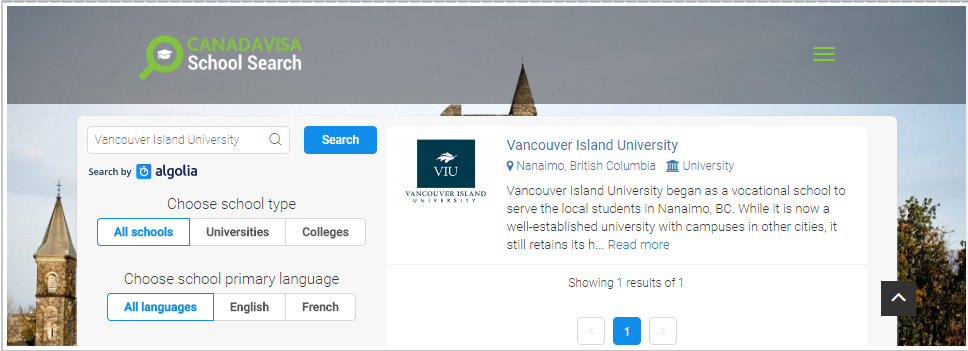 CANADAVISA
School Search
Vancouver Island University
Search
Search by algolia
Choose school type
All schools
Universities
Colleges
Choose school primary language
All languages
English
French
VIU
VANCOUVER ISLAND
UNIVERSITY
Vancouver Island University
Nanaimo, British Columbia University
Vancouver Island University began as a vocational school to
serve the local students in Nanaimo, BC. While it is now a
well-established university with campuses in other cities, it
still retains its h... Read more
Showing 1 results of 1
< 1 >